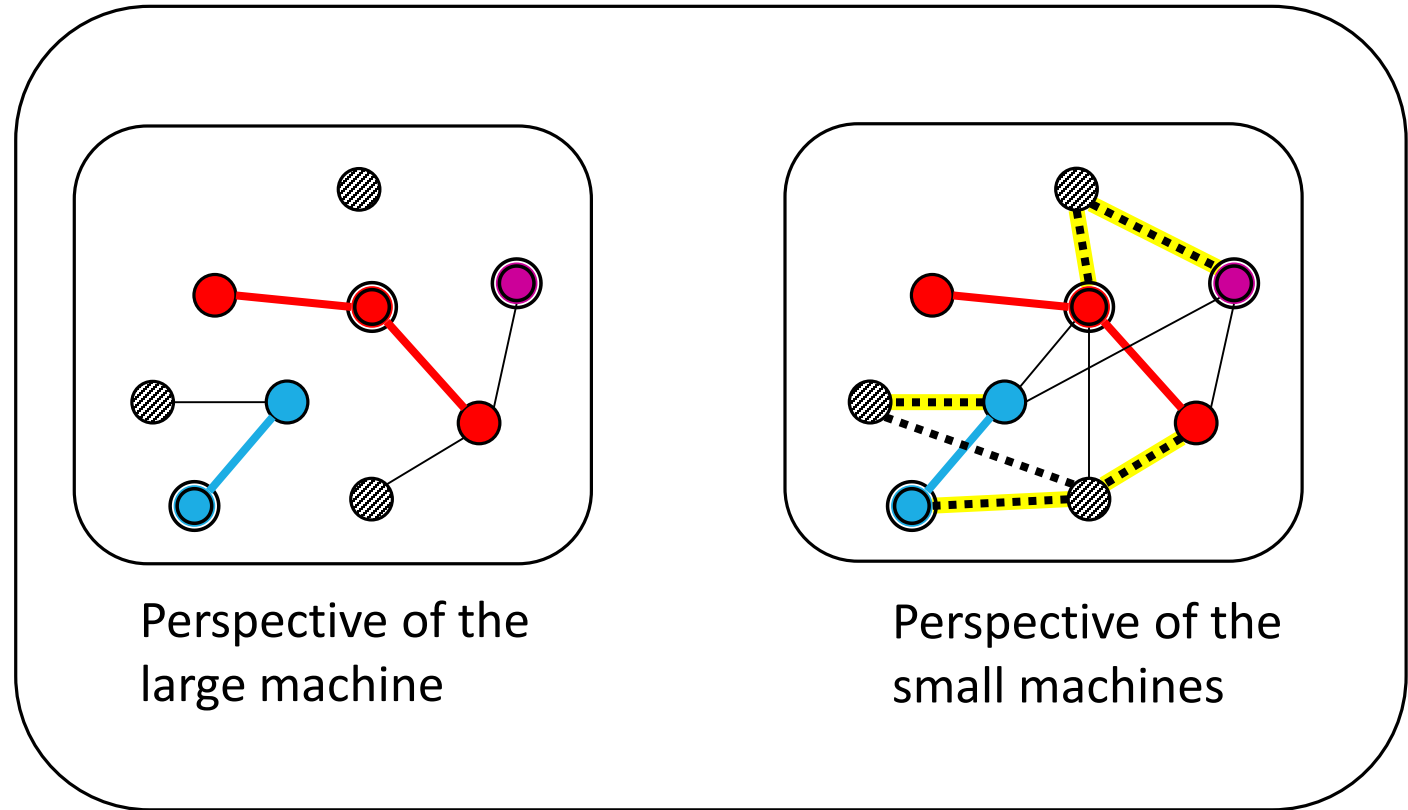 Perspective of the
large machine
Perspective of the
small machines